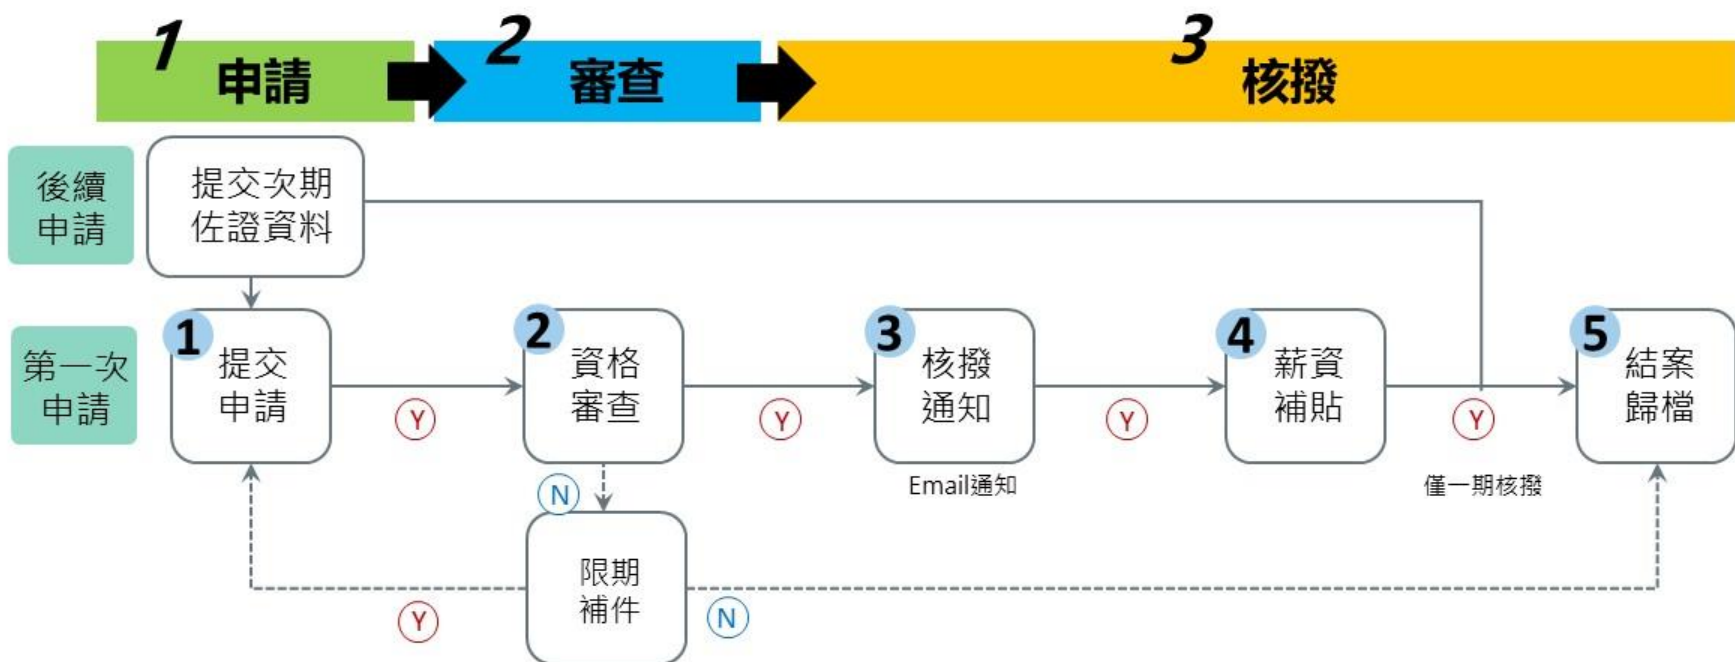 1
申請
2
審查
3
核撥
後續
申請
提交次期
佐證資料
第一次
申請
1
提交
申請
Y
2
資格
審查
Y
3
核撥
通知
Y
4
薪資
補貼
Y
5
結案
歸檔
Email通知
僅一期核撥
N
限期
補件
Y
N